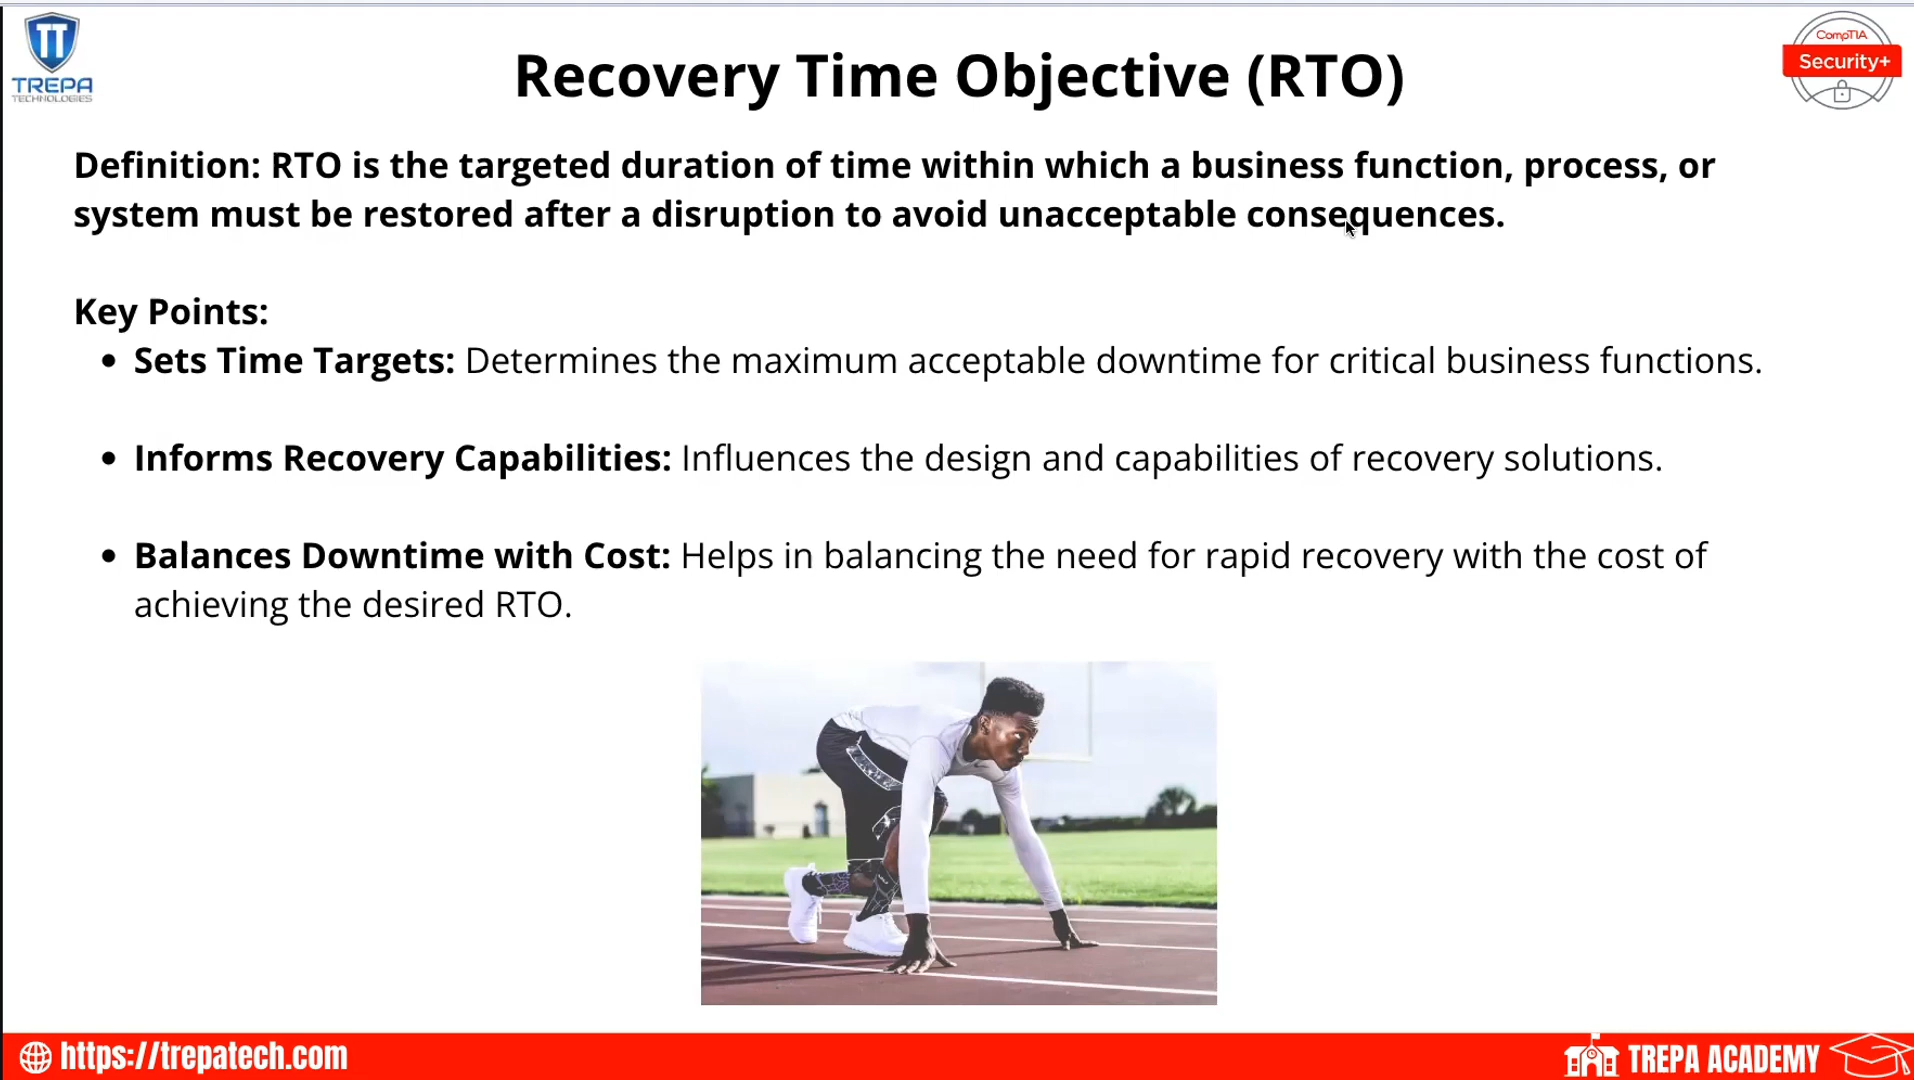 TREPA
TECHNOLOGIES
Recovery Time Objective (RTO)
CompTIA
Security+
Definition: RTO is the targeted duration of time within which a business function, process, or
system must be restored after a disruption to avoid unacceptable consequences.
Key Points:
• Sets Time Targets: Determines the maximum acceptable downtime for critical business functions.
• Informs Recovery Capabilities: Influences the design and capabilities of recovery solutions.
• Balances Downtime with Cost: Helps in balancing the need for rapid recovery with the cost of
achieving the desired RTO.
https://trepatech.com
TREPA ACADEMY